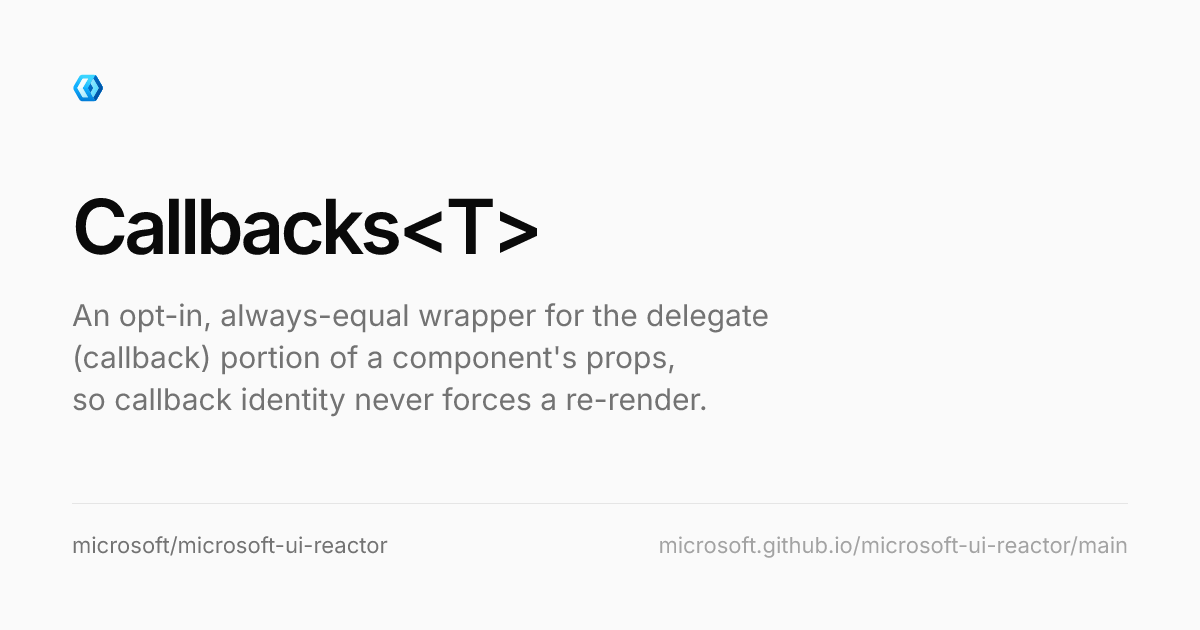 Callbacks<T>
An opt-in, always-equal wrapper for the delegate
(callback) portion of a component's props,
so callback identity never forces a re-render.
microsoft/microsoft-ui-reactor
microsoft.github.io/microsoft-ui-reactor/main